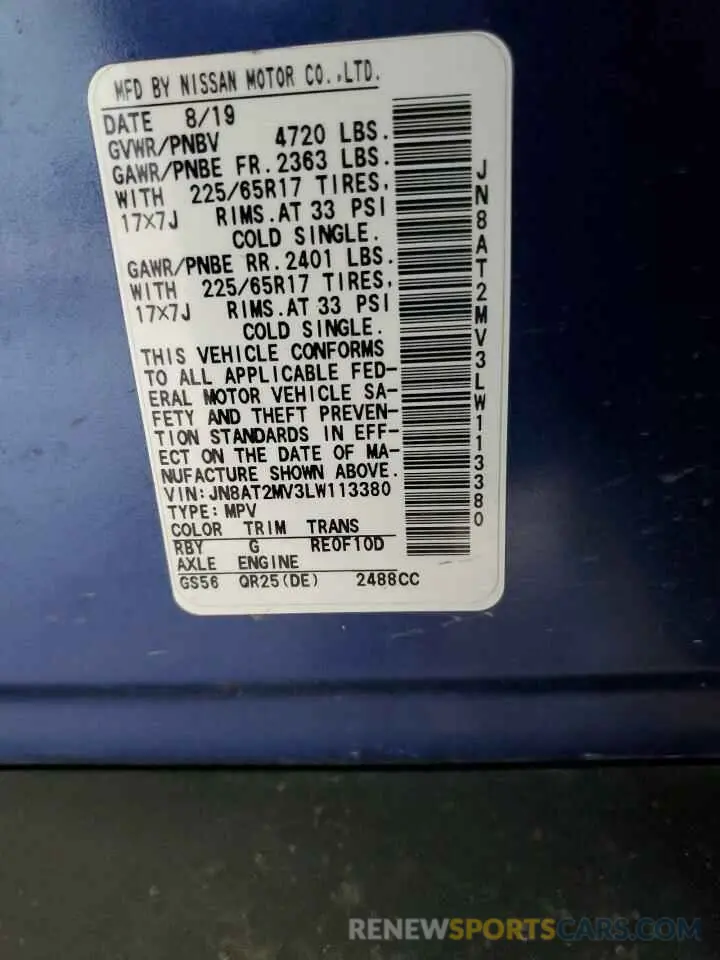 MFD BY NISSAN MOTOR CO.,LTD.
DATE 8/19
GVWR/PNBV 4720 LBS.
GAWR/PNBE FR. 2363 LBS.
WITH 225/65R17 TIRES,
17X7J RIMS. AT 33 PSI
COLD SINGLE.
GAWR/PNBE RR. 2401 LBS.
WITH 225/65R17 TIRES,
17X7J RIMS. AT 33 PSI
COLD SINGLE.
THIS VEHICLE CONFORMS
TO ALL APPLICABLE FED-
ERAL MOTOR VEHICLE SA-
FETY AND THEFT PREVEN-
TION STANDARDS IN EFF-
ECT ON THE DATE OF MA-
NUFACTURE SHOWN ABOVE.
VIN:JN8AT2MV3LW113380
TYPE:MPV
COLOR TRIM TRANS
RBY G RE0F10D
AXLE ENGINE
GS56 QR25(DE) 2488CC
JN8AT2MV3LW113380
RENEWSPORTSCARS.COM